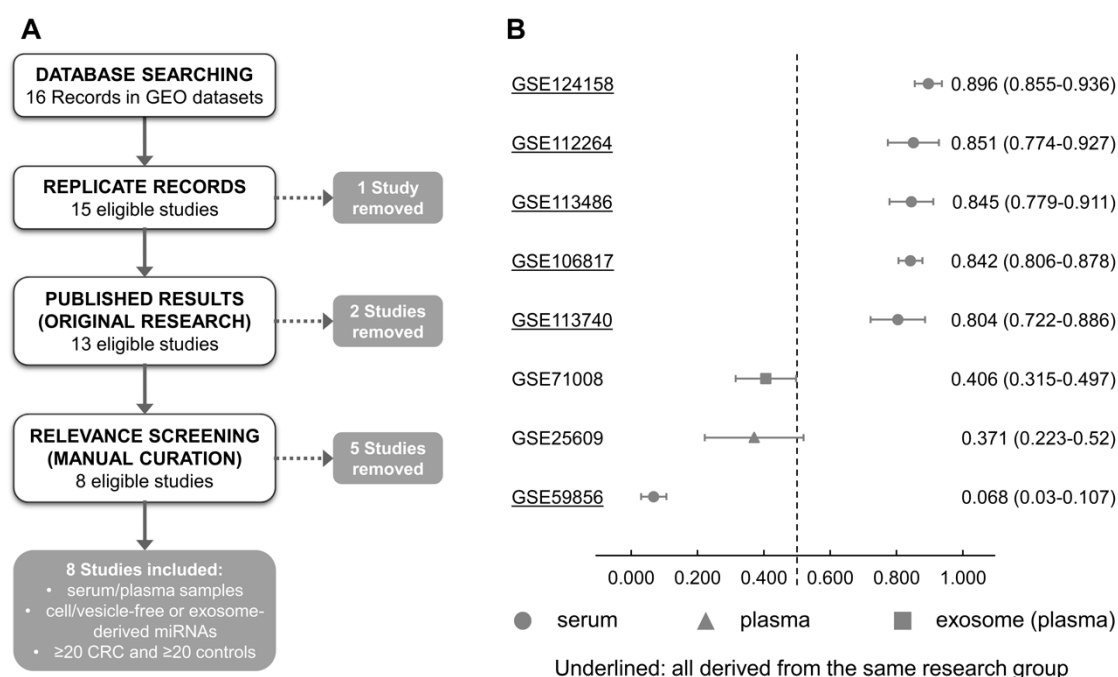 A
DATABASE SEARCHING
16 Records in GEO datasets
REPLICATE RECORDS
15 eligible studies
1 Study
removed
PUBLISHED RESULTS
(ORIGINAL RESEARCH)
13 eligible studies
2 Studies
removed
RELEVANCE SCREENING
(MANUAL CURATION)
8 eligible studies
5 Studies
removed
8 Studies included:
• serum/plasma samples
• cell/vesicle-free or exosome-
derived miRNAs
• ≥20 CRC and ≥20 controls
B
GSE124158 0.896 (0.855-0.936)
GSE112264 0.851 (0.774-0.927)
GSE113486 0.845 (0.779-0.911)
GSE106817 0.842 (0.806-0.878)
GSE113740 0.804 (0.722-0.886)
GSE71008 0.406 (0.315-0.497)
GSE25609 0.371 (0.223-0.52)
GSE59856 0.068 (0.03-0.107)
0.000 0.200 0.400 0.600 0.800 1.000
serum plasma exosome (plasma)
Underlined: all derived from the same research group